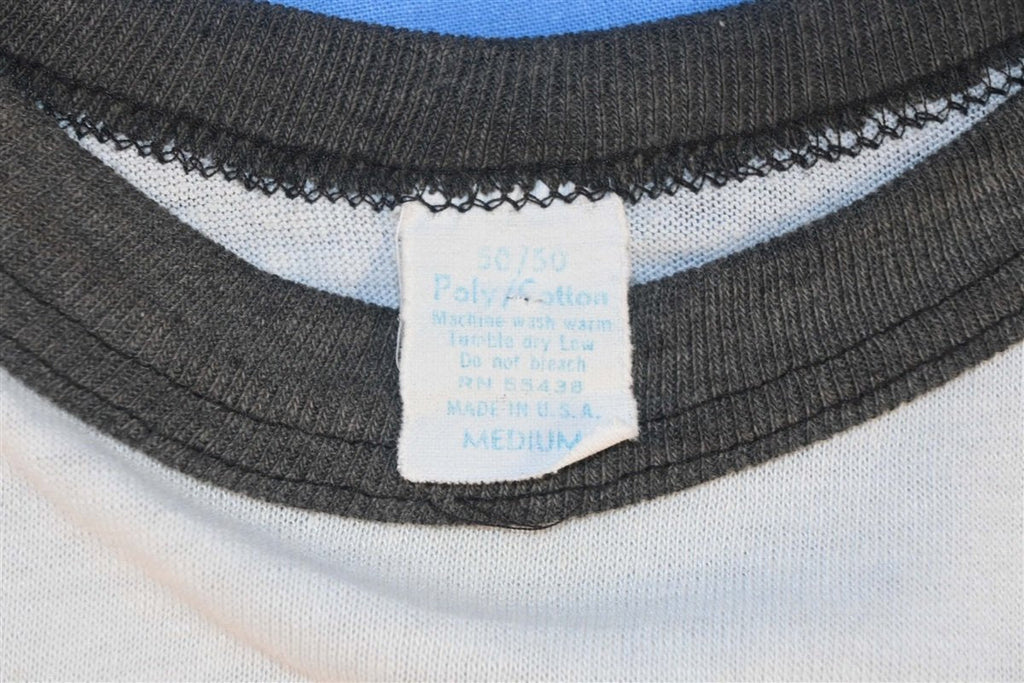 50/50
Poly/Cotton
Machine wash warm
Tumble dry Low
Do not bleach
RN 55438
MADE IN U.S.A.
MEDIUM